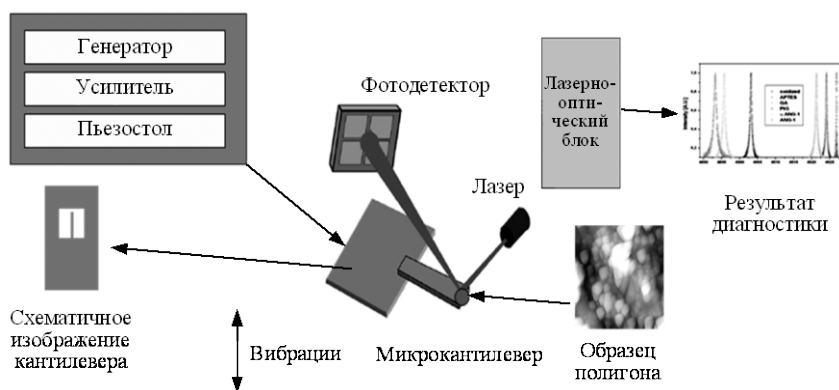 Генератор
Усилитель
Пьезостол
Фотодетектор
Лазерно-
опти-
ческий
блок
Лазер
Результат
диагностики
Схематичное
изображение
кантилевера
Вибрации
Микрокантилевер
Образец
полигона